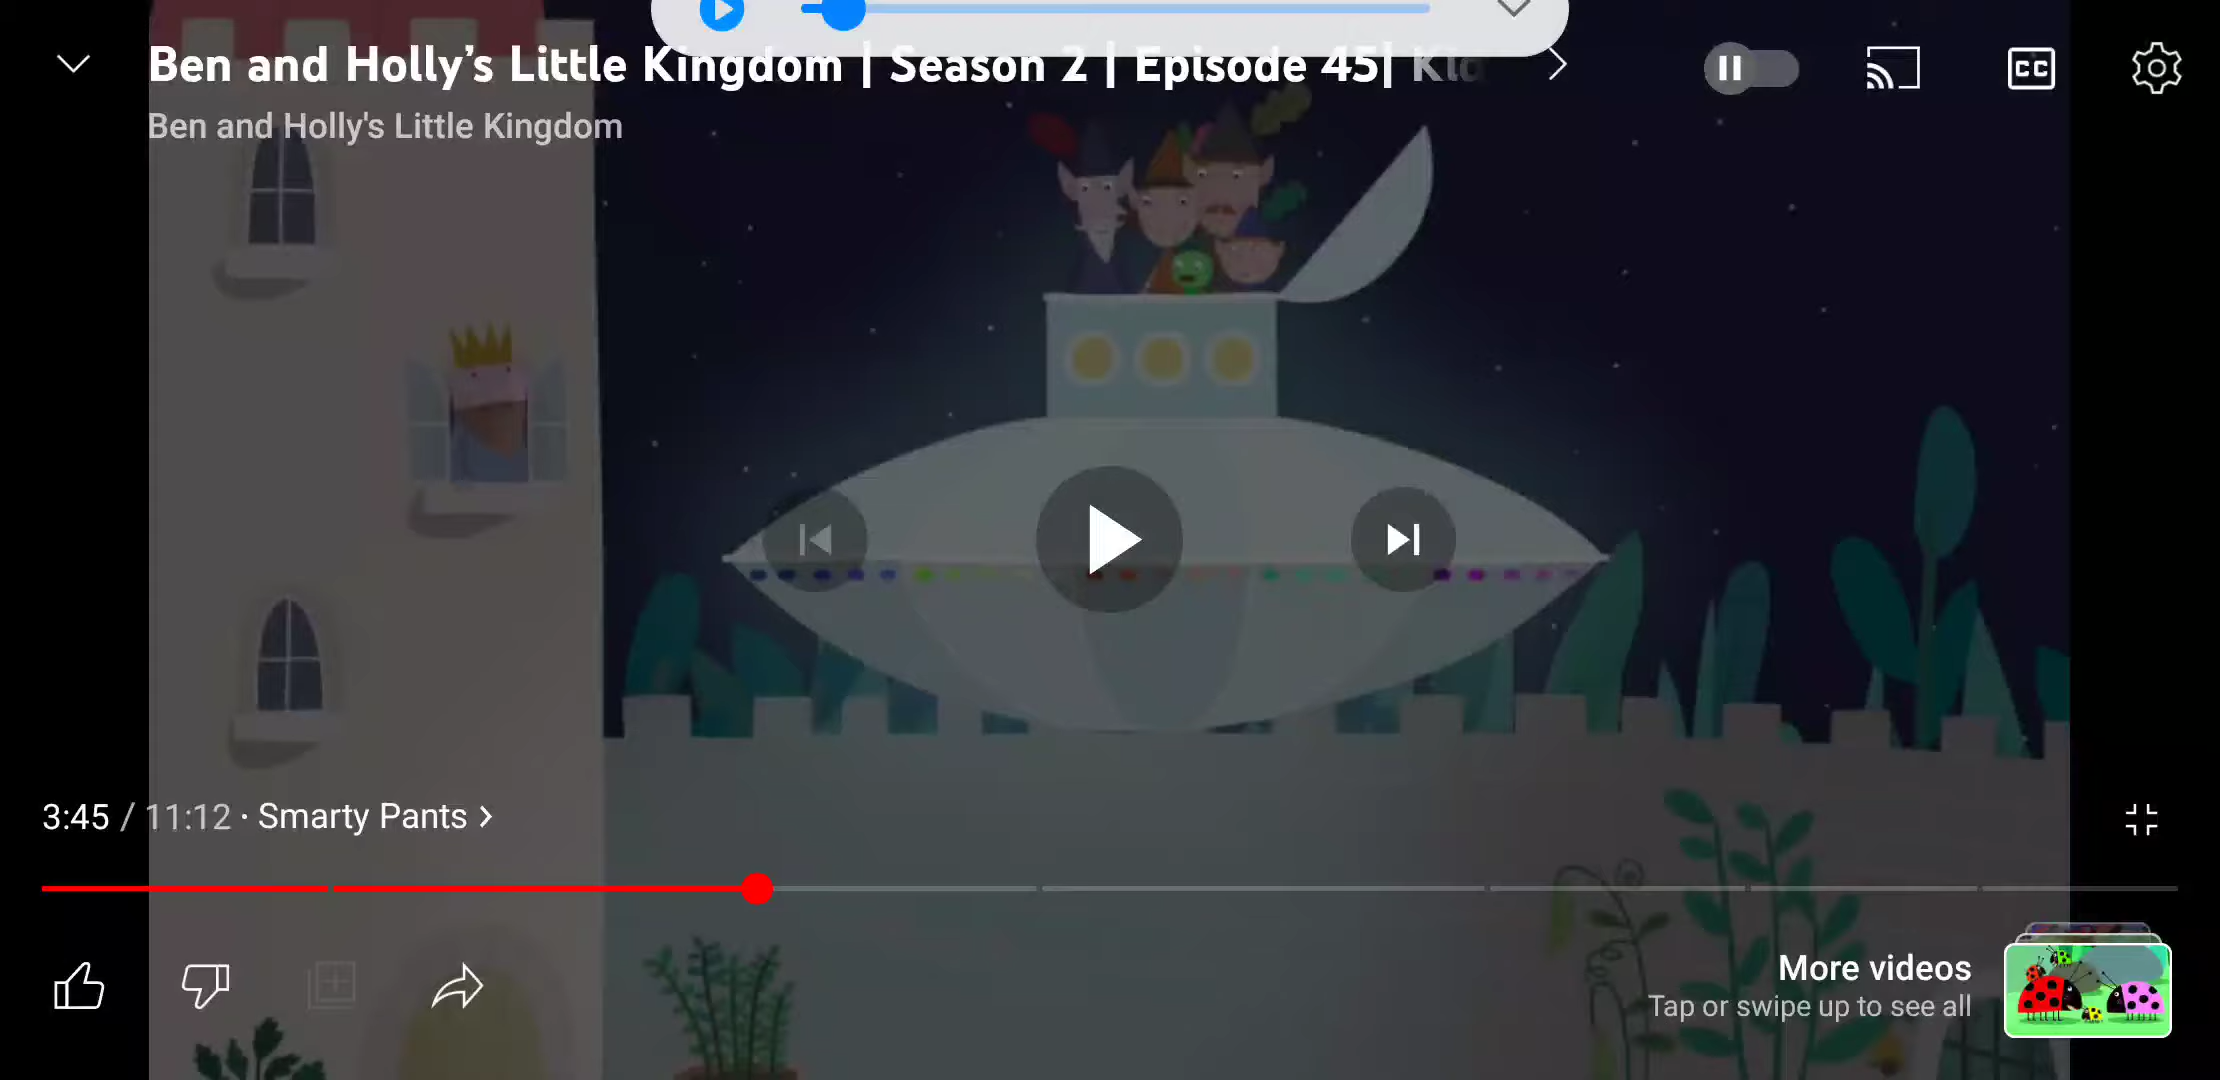 Ben and Holly’s Little Kingdom | Season 2 | Episode 45|
Ben and Holly's Little Kingdom
CC
3:45 / 11:12 · Smarty Pants
More videos
Tap or swipe up to see all